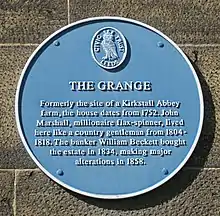 THE GRANGE
Formerly the site of a Kirkstall Abbey
farm, the house dates from 1752. John
Marshall, millionaire flax-spinner, lived
here like a country gentleman from 1804-
1818. The banker William Beckett bought
the estate in 1834, making major
alterations in 1858.